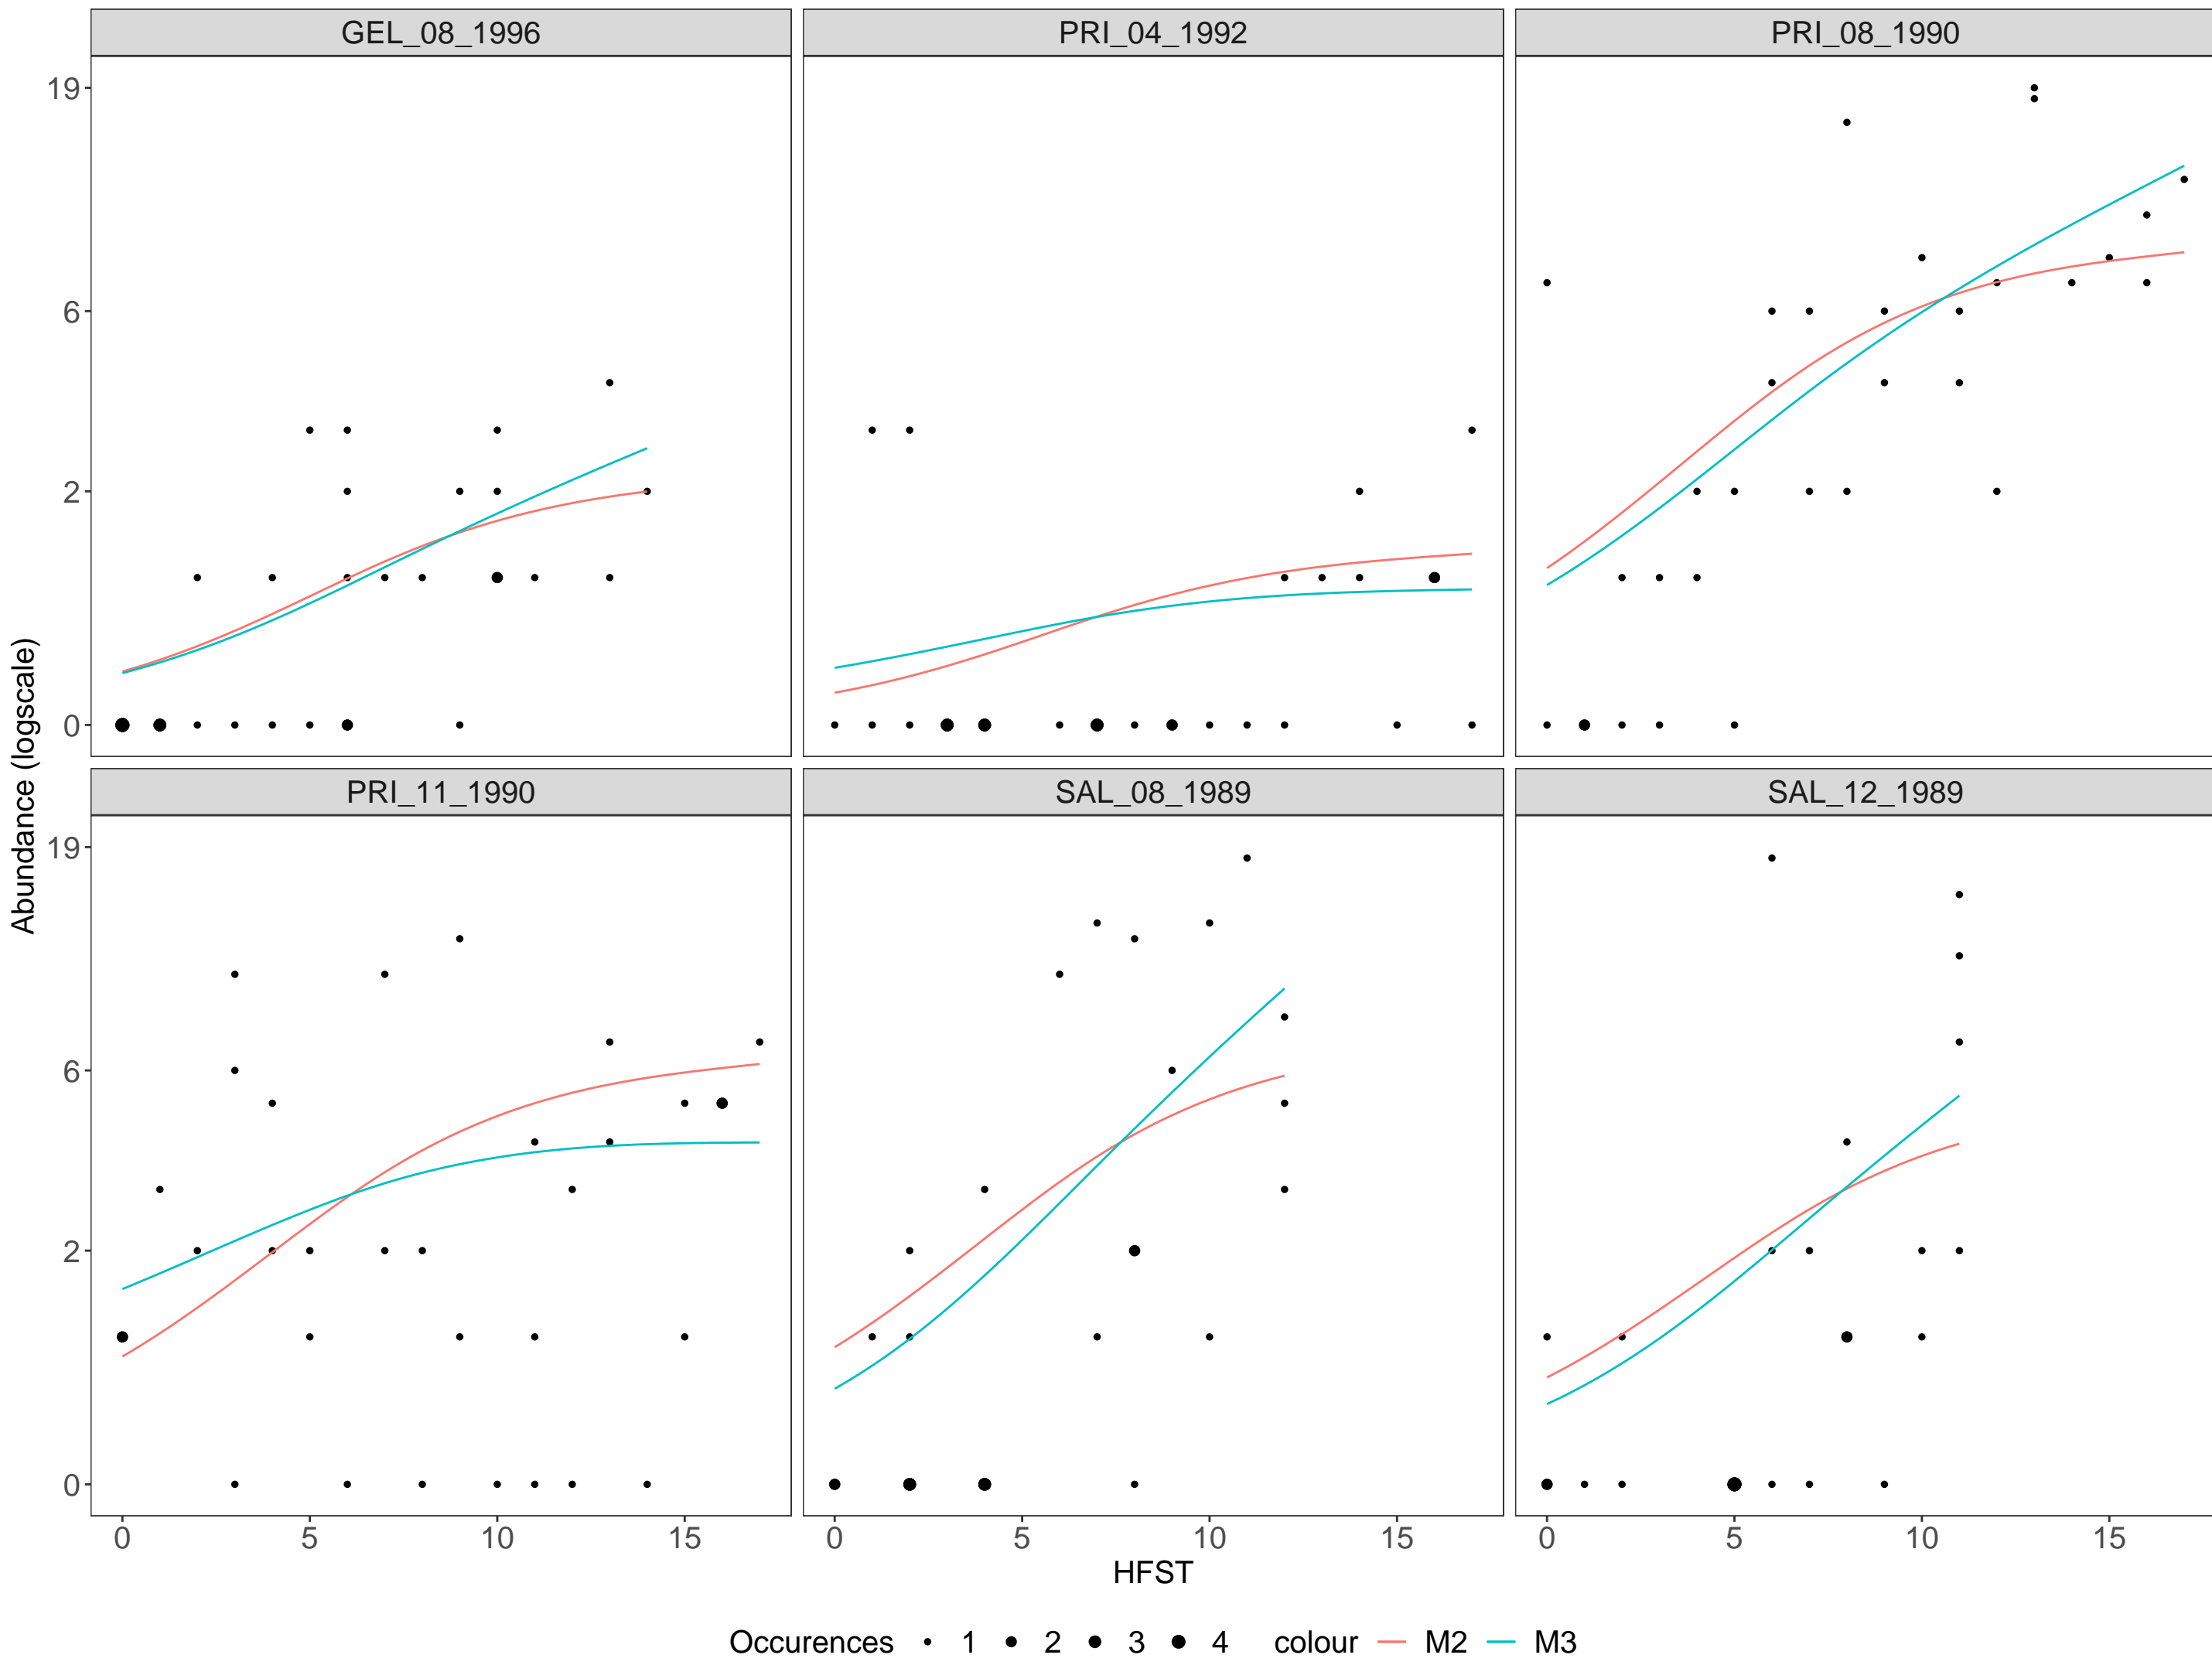 GEL_08_1996 PRI_04_1992 PRI_08_1990
19
6
2
0
Abundance (logscale)
PRI_11_1990 SAL_08_1989 SAL_12_1989
19
6
2
0
0 5 10 15 0 5 10 15 0 5 10 15
HFST
Occurences 1 2 3 4 colour M2 M3